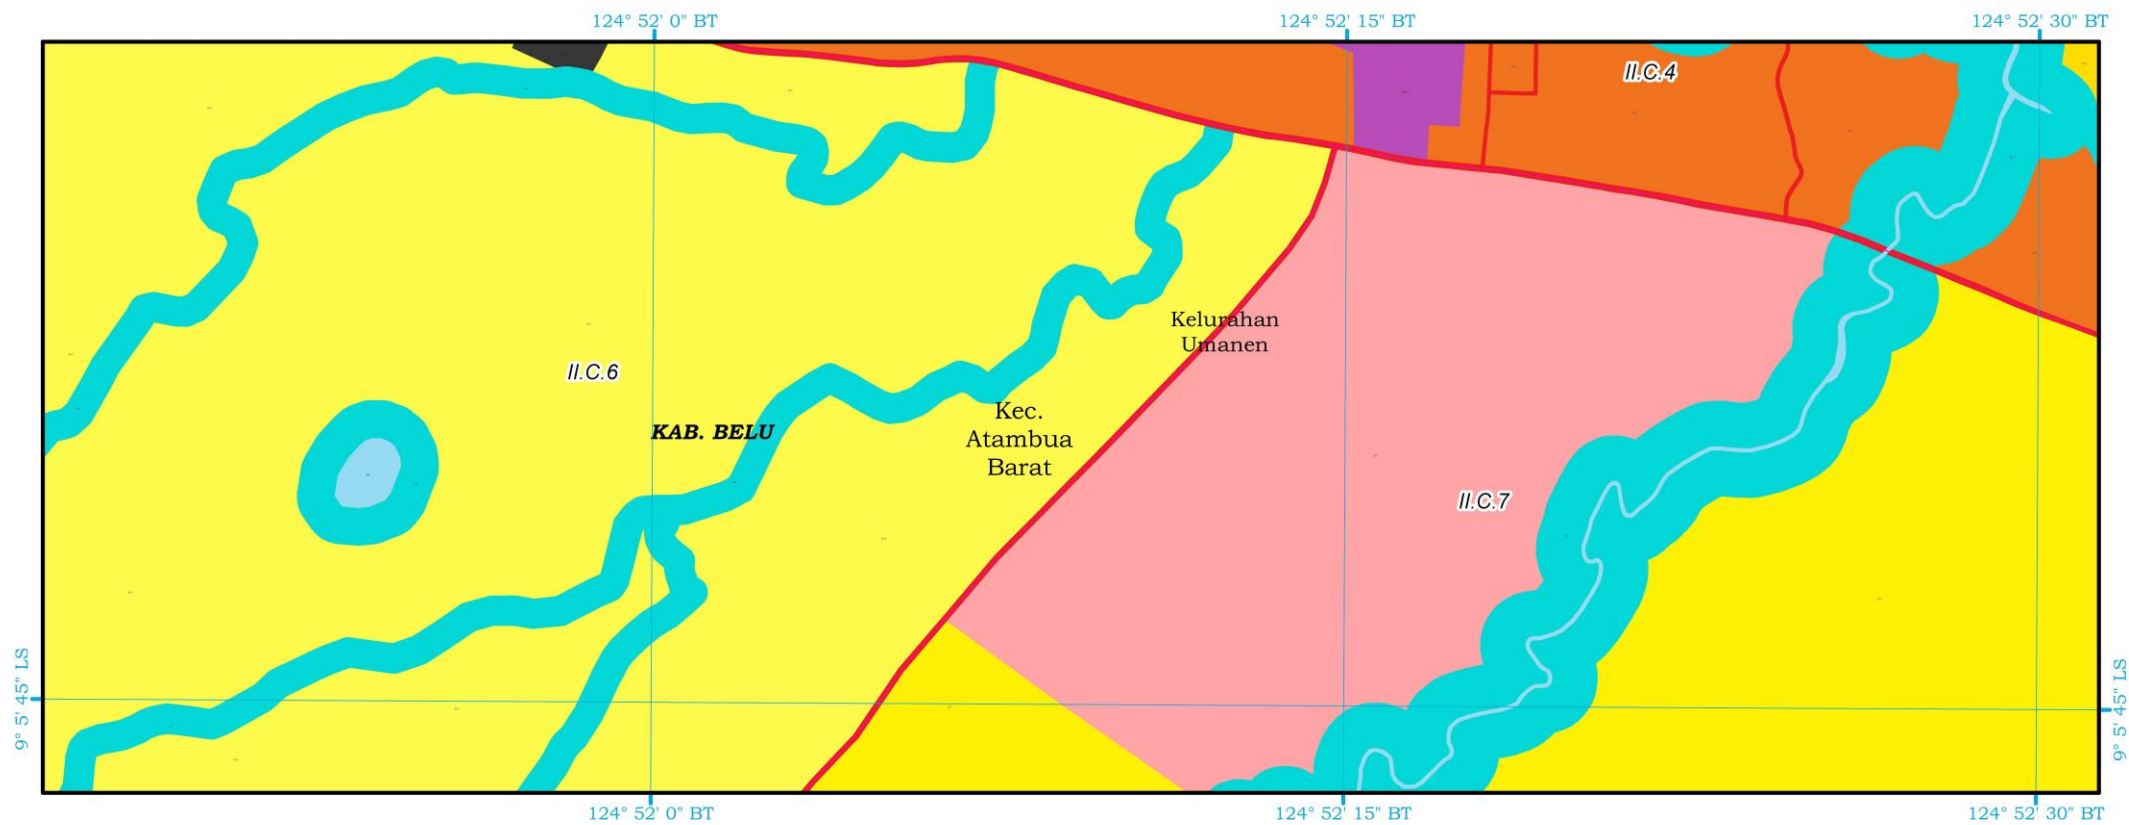 124° 52' 0" BT
124° 52' 15" BT
124° 52' 30" BT
II.C.4
Kelurahan
Umanen
II.C.6
KAB. BELU
Kec.
Atambua
Barat
II.C.7
9° 5' 45" LS
9° 5' 45" LS
124° 52' 0" BT
124° 52' 15" BT
124° 52' 30" BT